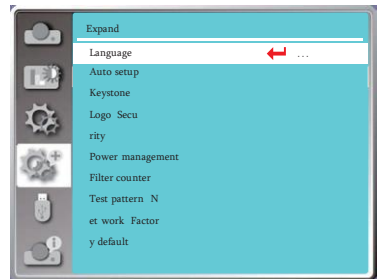 Expand
Language ...
Auto setup
Keystone
Logo Secu
rity
Power management
Filter counter
Test pattern N
et work Factor
y default